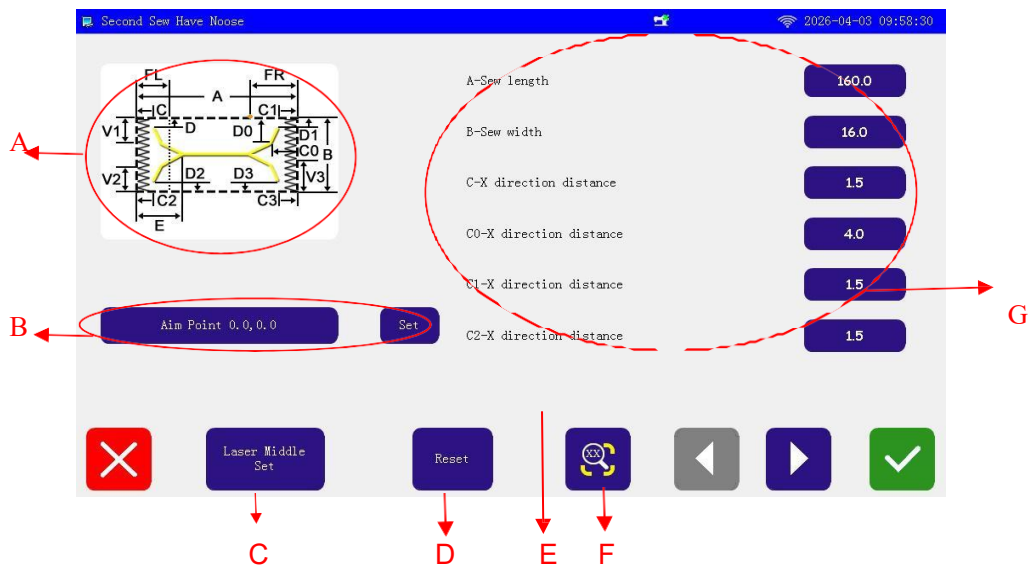 Second Sew Have Noose 2026-04-03 09:58:30
FL FR
A
C C1
V1 D D0 D1
C0 B
V2 D2 D3 V3
C2 C3
E
A-Sew length 160.0
B-Sew width 16.0
C-X direction distance 1.5
C0-X direction distance 4.0
C1-X direction distance 1.5
C2-X direction distance 1.5
Aim Point 0.0,0.0 Set
Laser Middle
Set
Reset
XX
A
B
G
C D E F